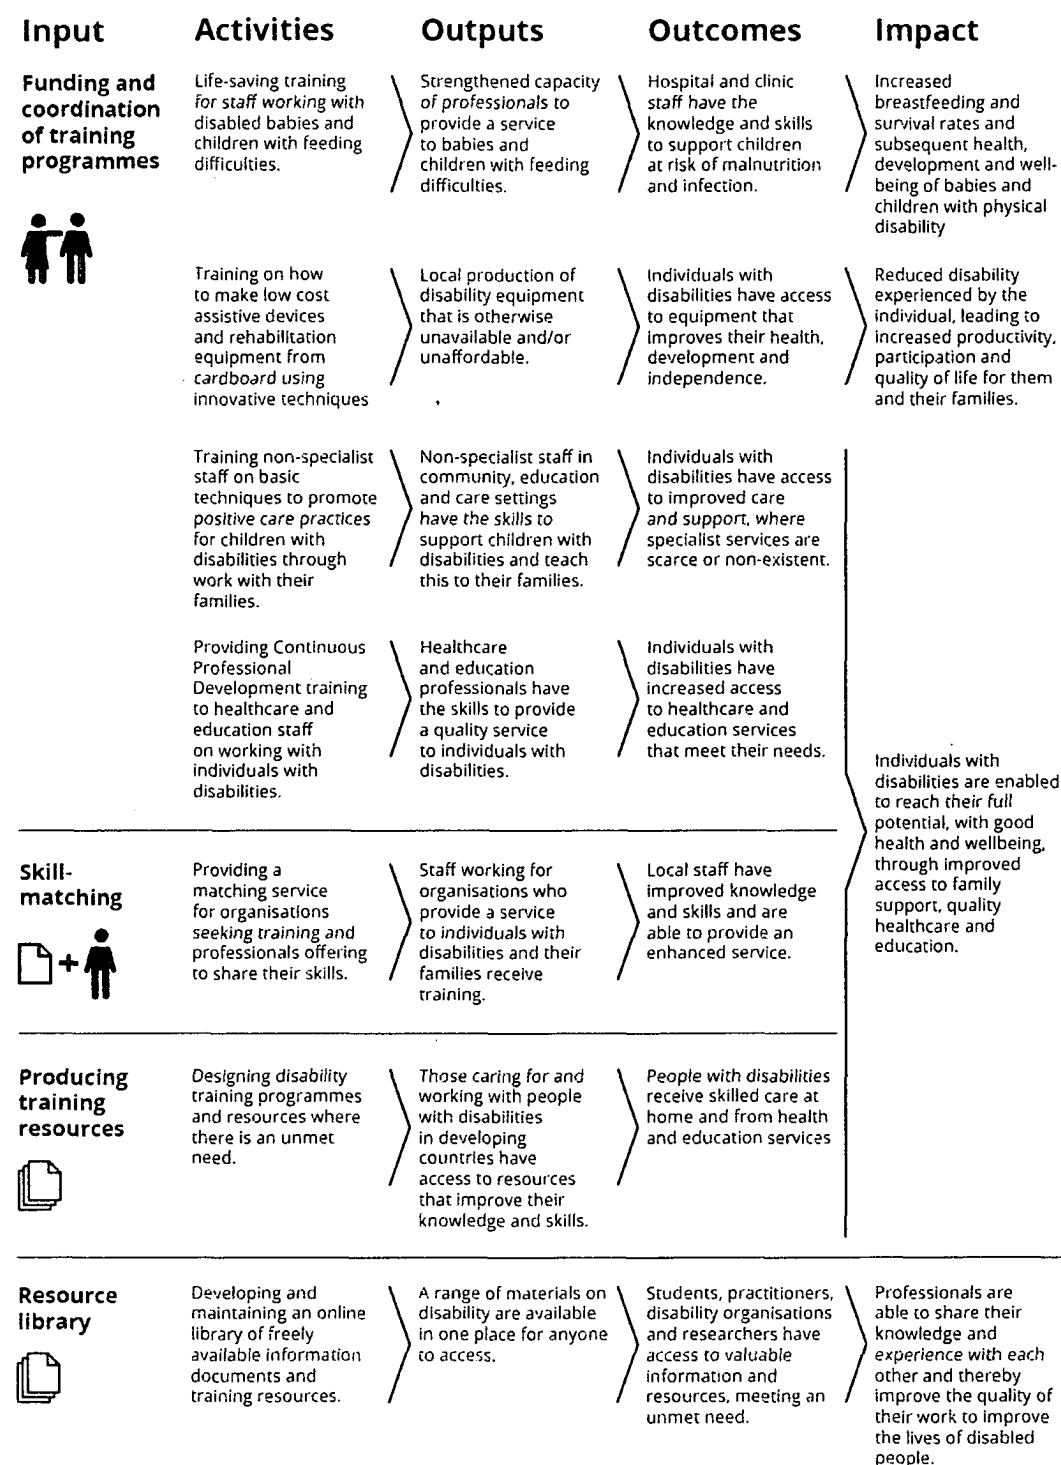 Input
Activities
Outputs
Outcomes
Impact
Funding and
coordination
of training
programmes
Life-saving training
for staff working with
disabled babies and
children with feeding
difficulties.
Strengthened capacity
of professionals to
provide a service
to babies and
children with feeding
difficulties.
Hospital and clinic
staff have the
knowledge and skills
to support children
at risk of malnutrition
and infection.
Increased
breastfeeding and
survival rates and
subsequent health,
development and well-
being of babies and
children with physical
disability
Training on how
to make low cost
assistive devices
and rehabilitation
equipment from
cardboard using
innovative techniques
Local production of
disability equipment
that is otherwise
unavailable and/or
unaffordable.
Individuals with
disabilities have access
to equipment that
improves their health,
development and
independence.
Reduced disability
experienced by the
individual, leading to
increased productivity,
participation and
quality of life for them
and their families.
Training non-specialist
staff on basic
techniques to promote
positive care practices
for children with
disabilities through
work with their
families.
Non-specialist staff in
community, education
and care settings
have the skills to
support children with
disabilities and teach
this to their families.
Individuals with
disabilities have access
to improved care
and support, where
specialist services are
scarce or non-existent.
Providing Continuous
Professional
Development training
to healthcare and
education staff
on working with
individuals with
disabilities.
Healthcare
and education
professionals have
the skills to provide
a quality service
to individuals with
disabilities.
Individuals with
disabilities have
increased access
to healthcare and
education services
that meet their needs.
Individuals with
disabilities are enabled
to reach their full
potential, with good
health and wellbeing,
through improved
access to family
support, quality
healthcare and
education.
Skill-
matching
Providing a
matching service
for organisations
seeking training and
professionals offering
to share their skills.
Staff working for
organisations who
provide a service
to individuals with
disabilities and their
families receive
training.
Local staff have
improved knowledge
and skills and are
able to provide an
enhanced service.
Producing
training
resources
Designing disability
training programmes
and resources where
there is an unmet
need.
Those caring for and
working with people
with disabilities
in developing
countries have
access to resources
that improve their
knowledge and skills.
People with disabilities
receive skilled care at
home and from health
and education services
Resource
library
Developing and
maintaining an online
library of freely
available information
documents and
training resources.
A range of materials on
disability are available
in one place for anyone
to access.
Students, practitioners,
disability organisations
and researchers have
access to valuable
information and
resources, meeting an
unmet need.
Professionals are
able to share their
knowledge and
experience with each
other and thereby
improve the quality of
their work to improve
the lives of disabled
people.